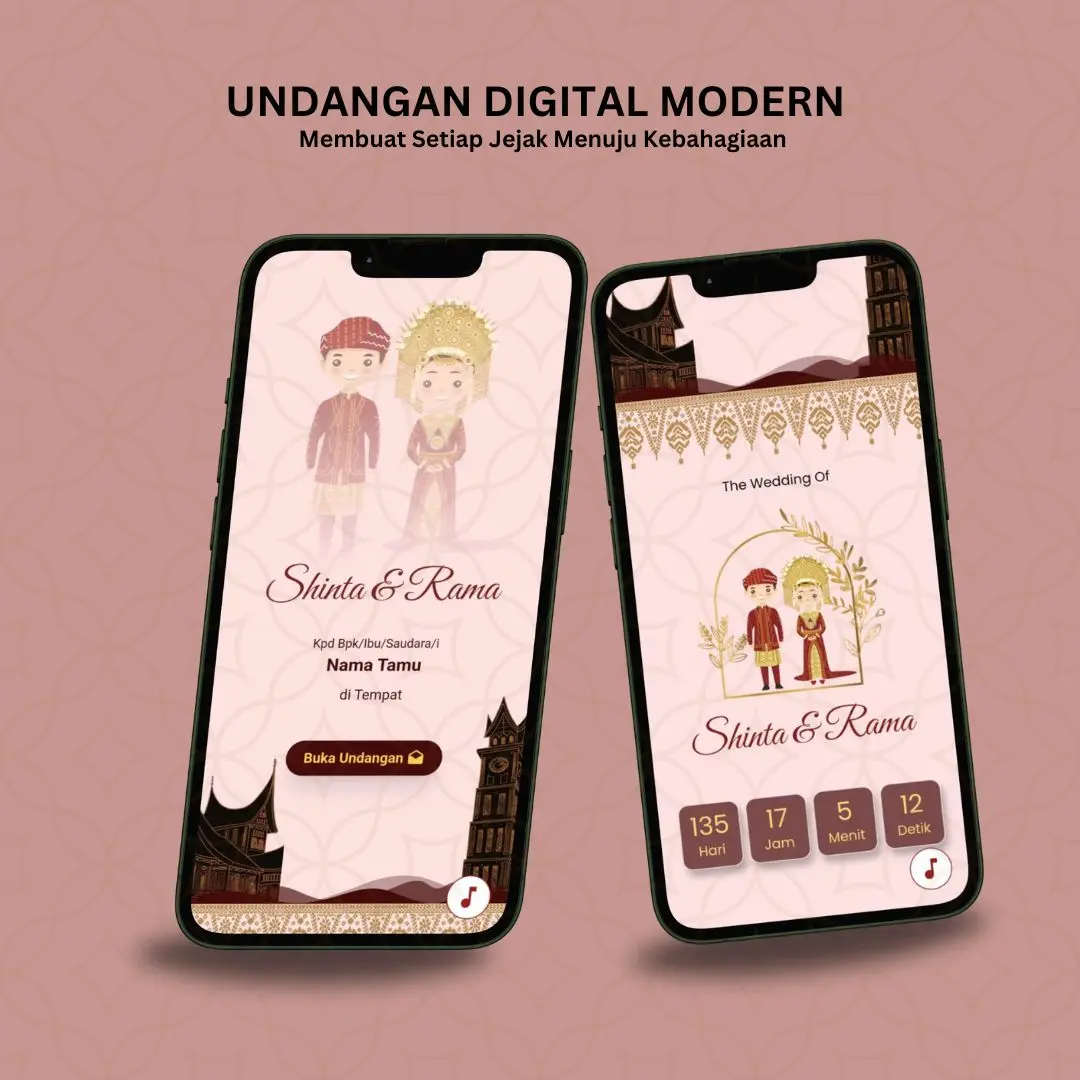 UNDANGAN DIGITAL MODERN
Membuat Setiap Jejak Menuju Kebahagiaan
Shinta & Rama
Kpd Bpk/Ibu/Saudara/i
Nama Tamu
di Tempat
Buka Undangan
The Wedding Of
Shinta & Rama
135
Hari
17
Jam
5
Menit
12
Detik